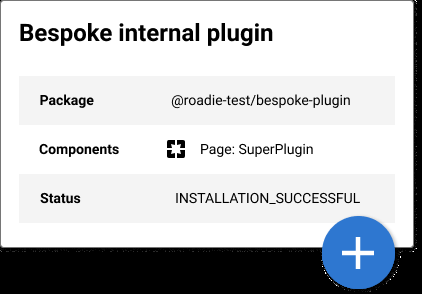 Bespoke internal plugin
Package @roadie-test/bespoke-plugin
Components Page: SuperPlugin
Status INSTALLATION_SUCCESSFUL